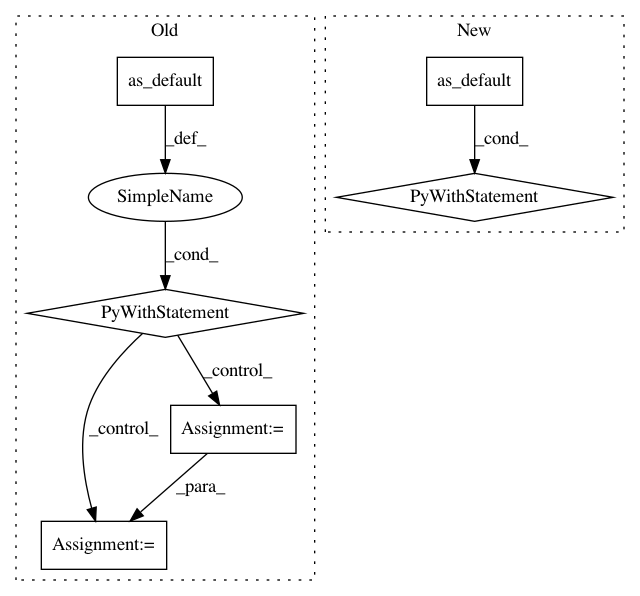 Old
New
as_default
as_default
_def_
_cond_
SimpleName
PyWithStatement
_cond_
PyWithStatement
_control_
_control_
Assignment:=
_para_
Assignment:=